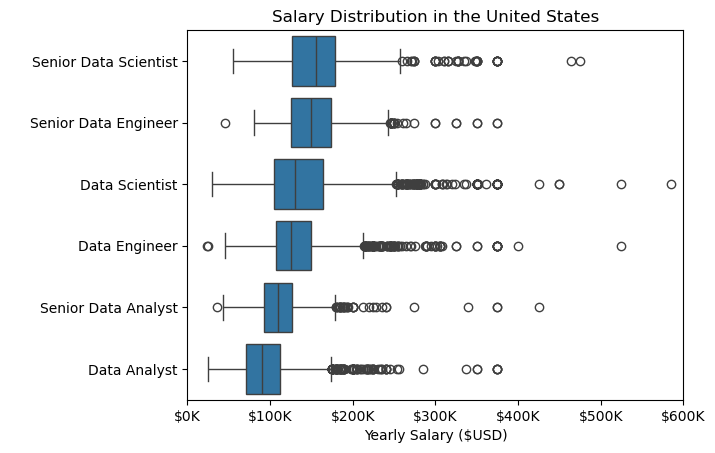 Salary Distribution in the United States
Senior Data Scientist
Senior Data Engineer
Data Scientist
Data Engineer
Senior Data Analyst
Data Analyst
$0K $100K $200K $300K $400K $500K $600K
Yearly Salary ($USD)